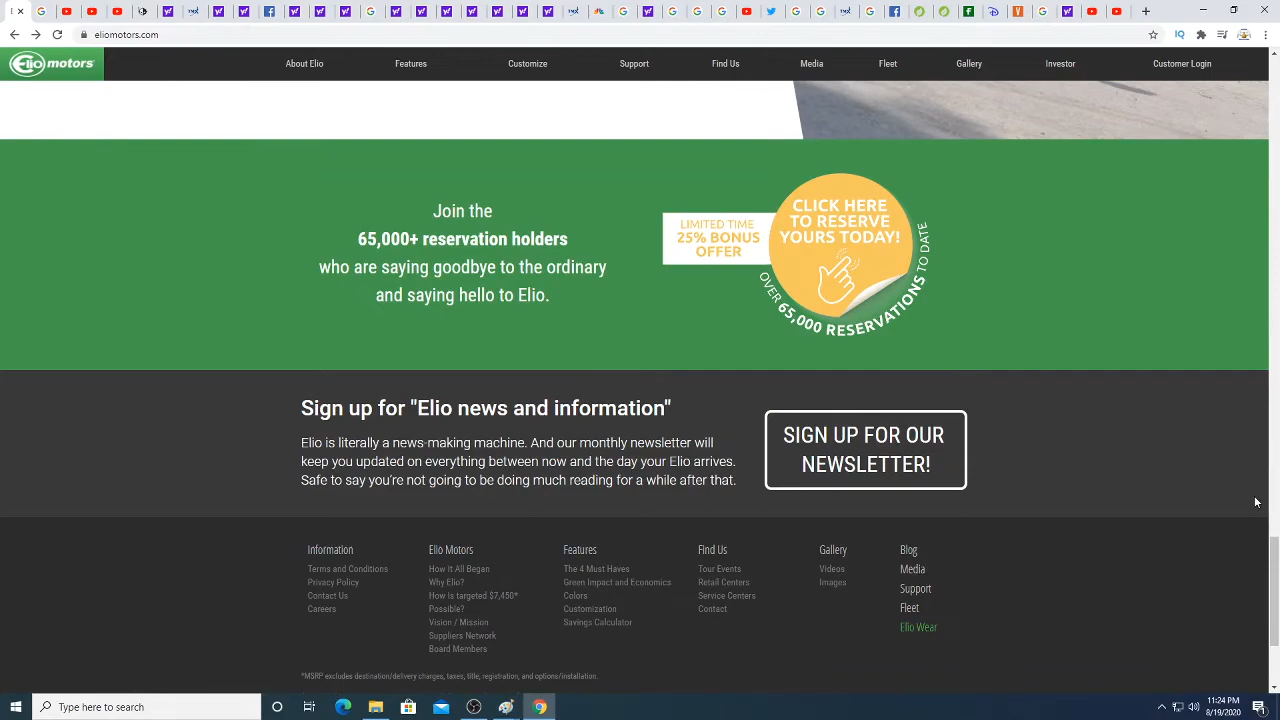 eliomotors.com
Elio motors
About Elio
Features
Customize
Support
Find Us
Media
Fleet
Gallery
Investor
Customer Login
Join the
65,000+ reservation holders
who are saying goodbye to the ordinary
and saying hello to Elio.
LIMITED TIME
25% BONUS
OFFER
CLICK HERE
TO RESERVE
YOURS TODAY!
OVER 65,000 RESERVATIONS TO DATE
Sign up for "Elio news and information"
Elio is literally a news-making machine. And our monthly newsletter will
keep you updated on everything between now and the day your Elio arrives.
Safe to say you're not going to be doing much reading for a while after that.
SIGN UP FOR OUR
NEWSLETTER!
Information
Terms and Conditions
Privacy Policy
Contact Us
Careers
Elio Motors
How It All Began
Why Elio?
How Is targeted $7,450*
Possible?
Vision / Mission
Suppliers Network
Board Members
Features
The 4 Must Haves
Green Impact and Economics
Colors
Customization
Savings Calculator
Find Us
Tour Events
Retail Centers
Service Centers
Contact
Gallery
Videos
Images
Blog
Media
Support
Fleet
Elio Wear
*MSRP excludes destination/delivery charges, taxes, title, registration, and options/installation.
Type here to search
11:24 PM
8/19/2020